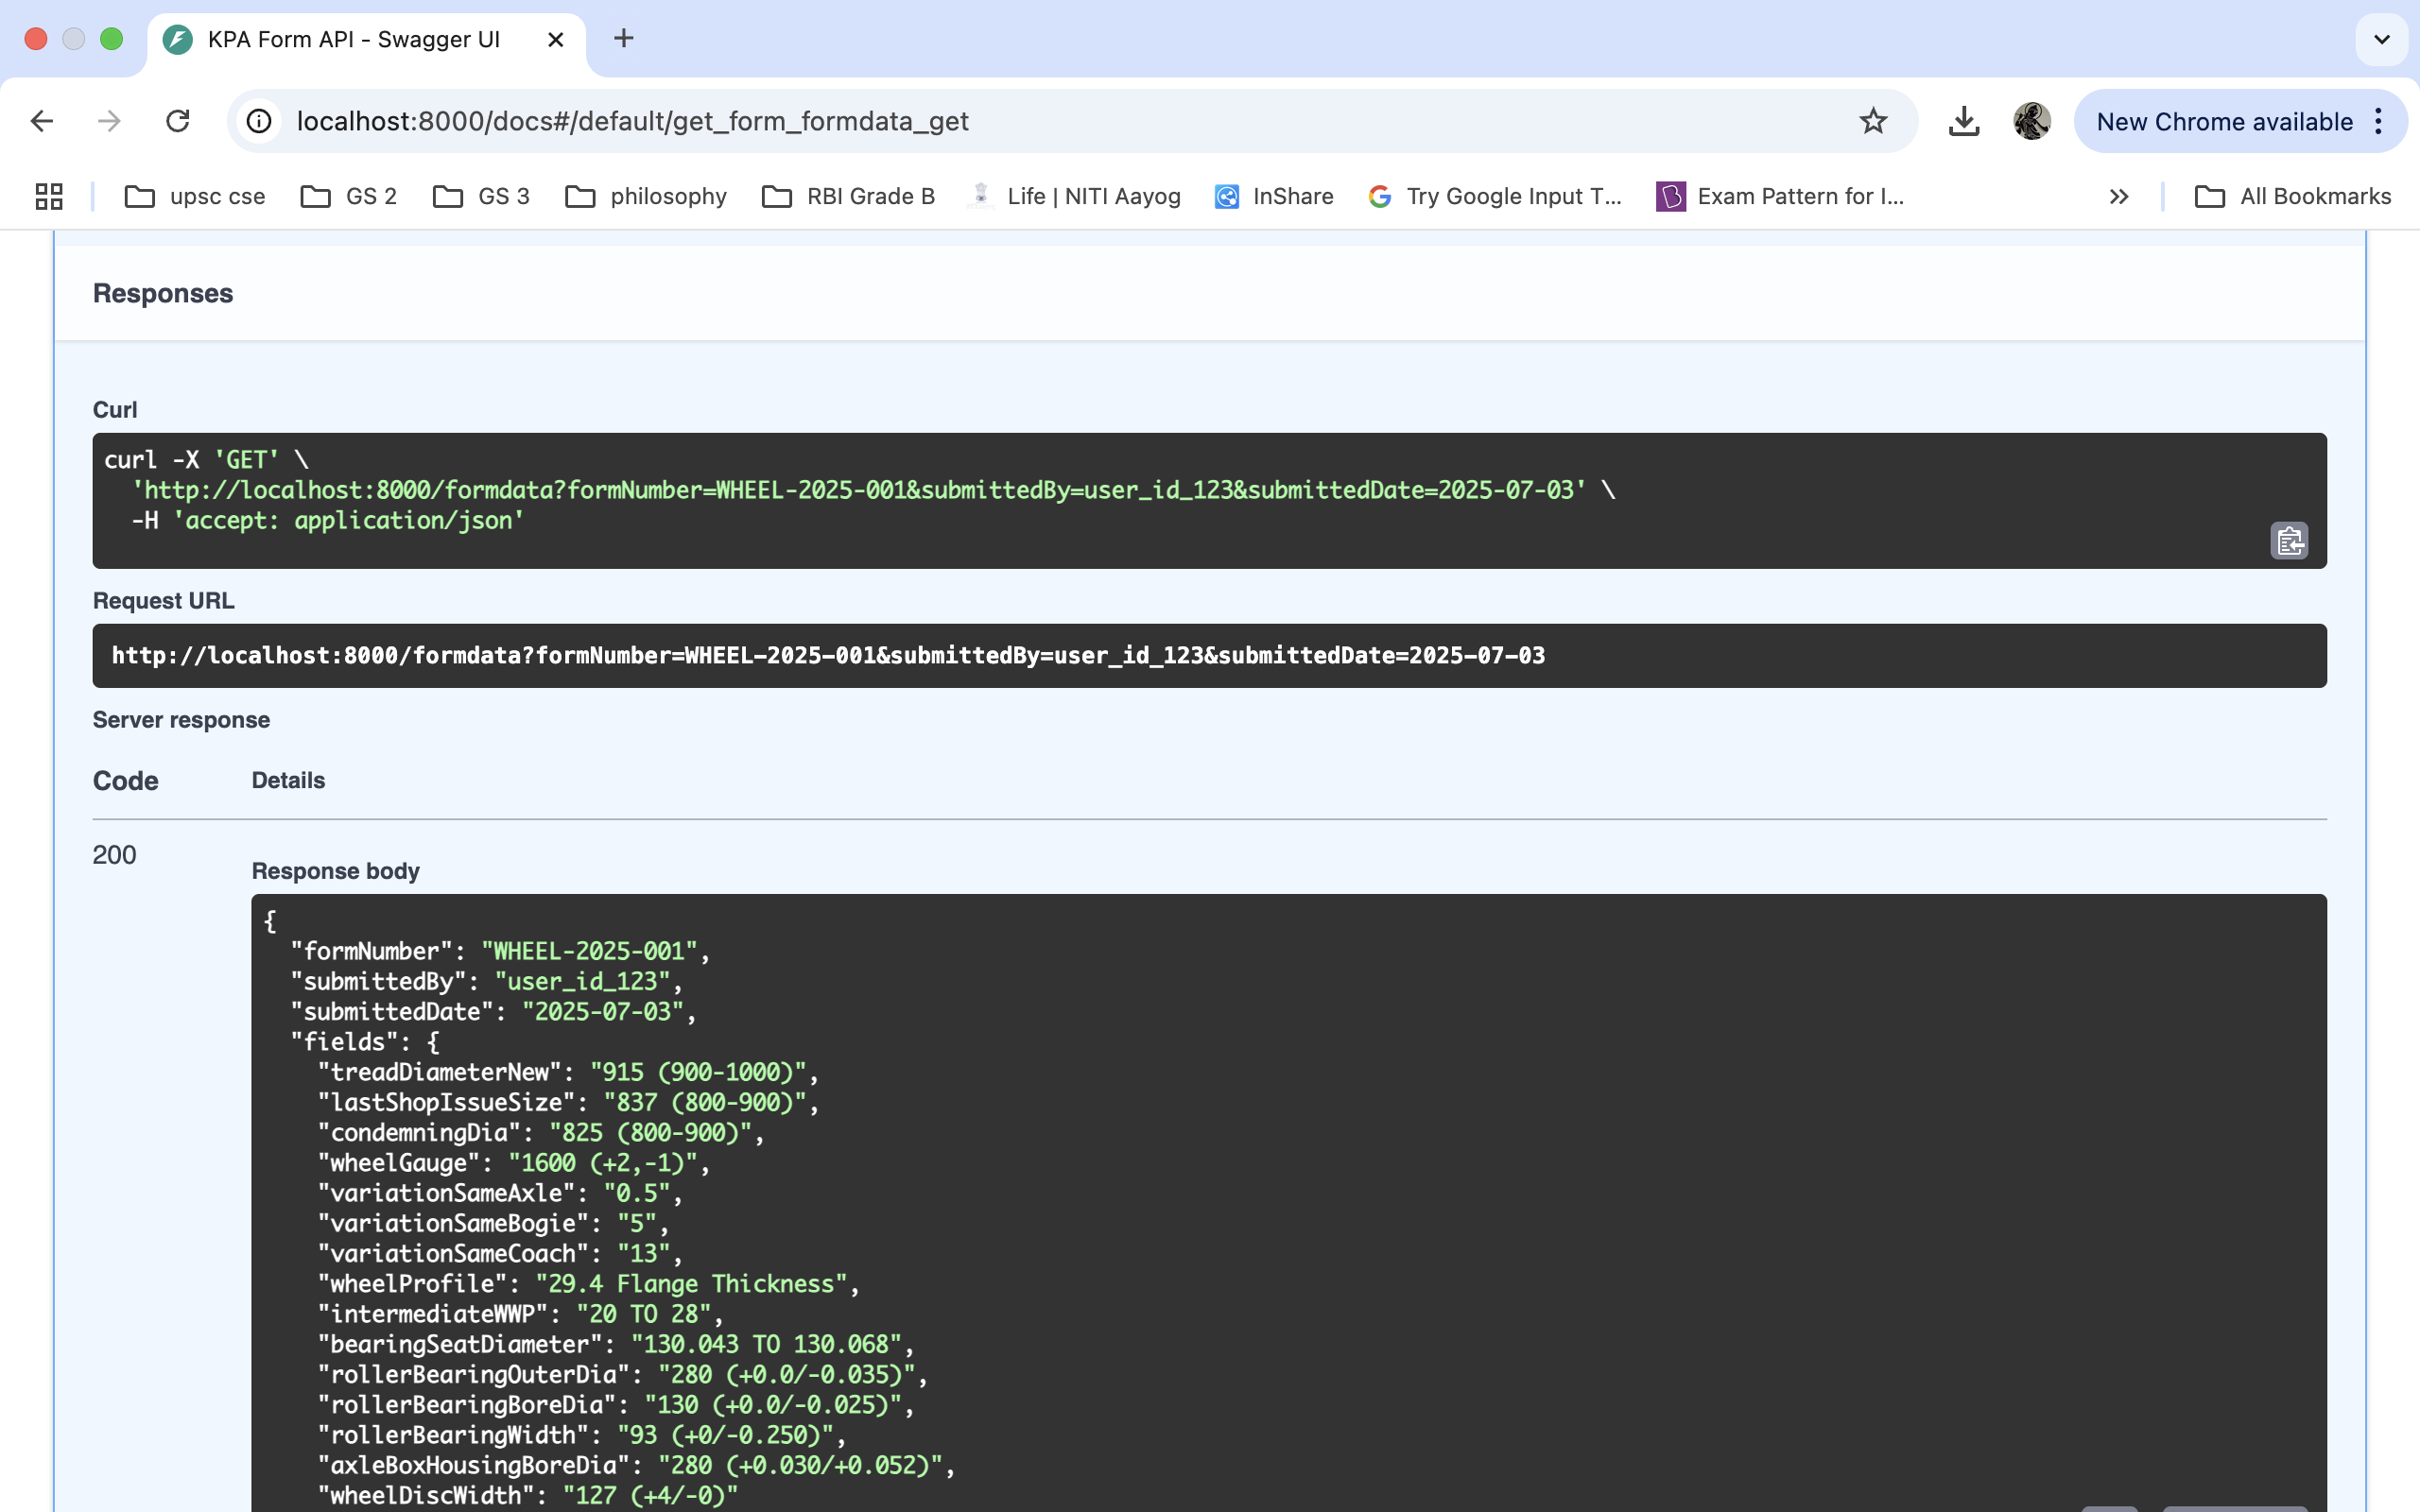 KPA Form API - Swagger UI
localhost:8000/docs#/default/get_form_formdata_get
New Chrome available
upsc cse
GS 2
GS 3
philosophy
RBI Grade B
Life | NITI Aayog
InShare
Try Google Input T...
Exam Pattern for I...
All Bookmarks
Responses
Curl
curl -X 'GET' \
'http://localhost:8000/formdata?formNumber=WHEEL-2025-001&submittedBy=user_id_123&submittedDate=2025-07-03' \
-H 'accept: application/json'
Request URL
http://localhost:8000/formdata?formNumber=WHEEL-2025-001&submittedBy=user_id_123&submittedDate=2025-07-03
Server response
Code Details
200
Response body
{
"formNumber": "WHEEL-2025-001",
"submittedBy": "user_id_123",
"submittedDate": "2025-07-03",
"fields": {
"treadDiameterNew": "915 (900-1000)",
"lastShopIssueSize": "837 (800-900)",
"condemningDia": "825 (800-900)",
"wheelGauge": "1600 (+2,-1)",
"variationSameAxle": "0.5",
"variationSameBogie": "5",
"variationSameCoach": "13",
"wheelProfile": "29.4 Flange Thickness",
"intermediateWWP": "20 TO 28",
"bearingSeatDiameter": "130.043 TO 130.068",
"rollerBearingOuterDia": "280 (+0.0/-0.035)",
"rollerBearingBoreDia": "130 (+0.0/-0.025)",
"rollerBearingWidth": "93 (+0/-0.250)",
"axleBoxHousingBoreDia": "280 (+0.030/+0.052)",
"wheelDiscWidth": "127 (+4/-0)"